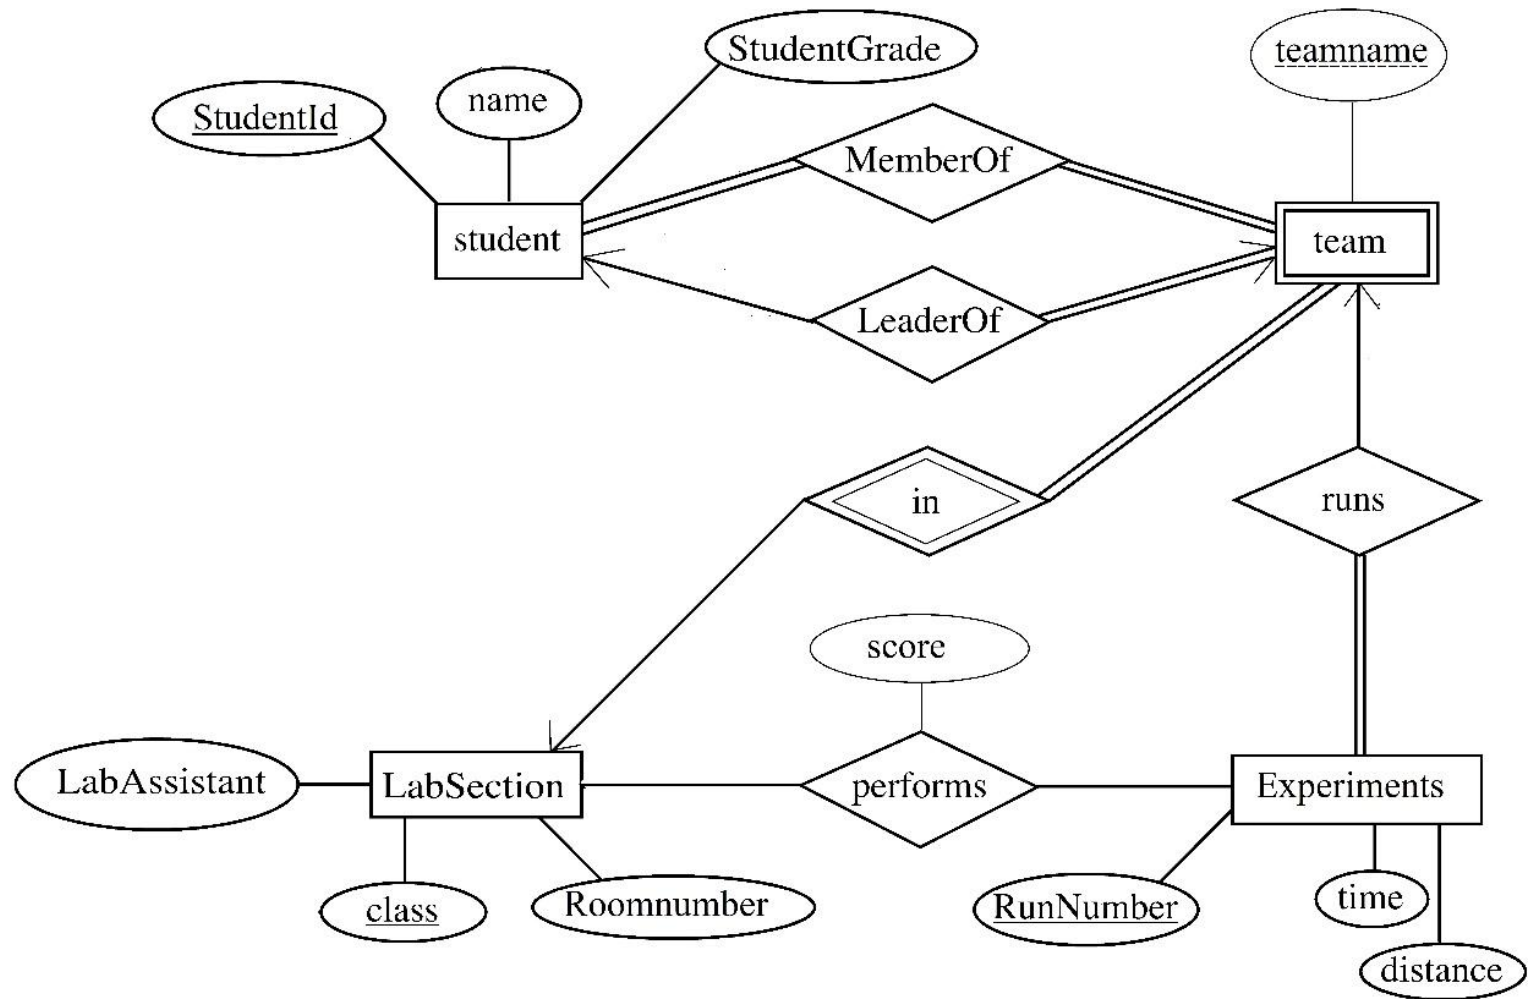 StudentGrade
teamname
name
StudentId
MemberOf
student
team
LeaderOf
in
runs
score
LabAssistant
LabSection
performs
Experiments
class
Roomnumber
RunNumber
time
distance